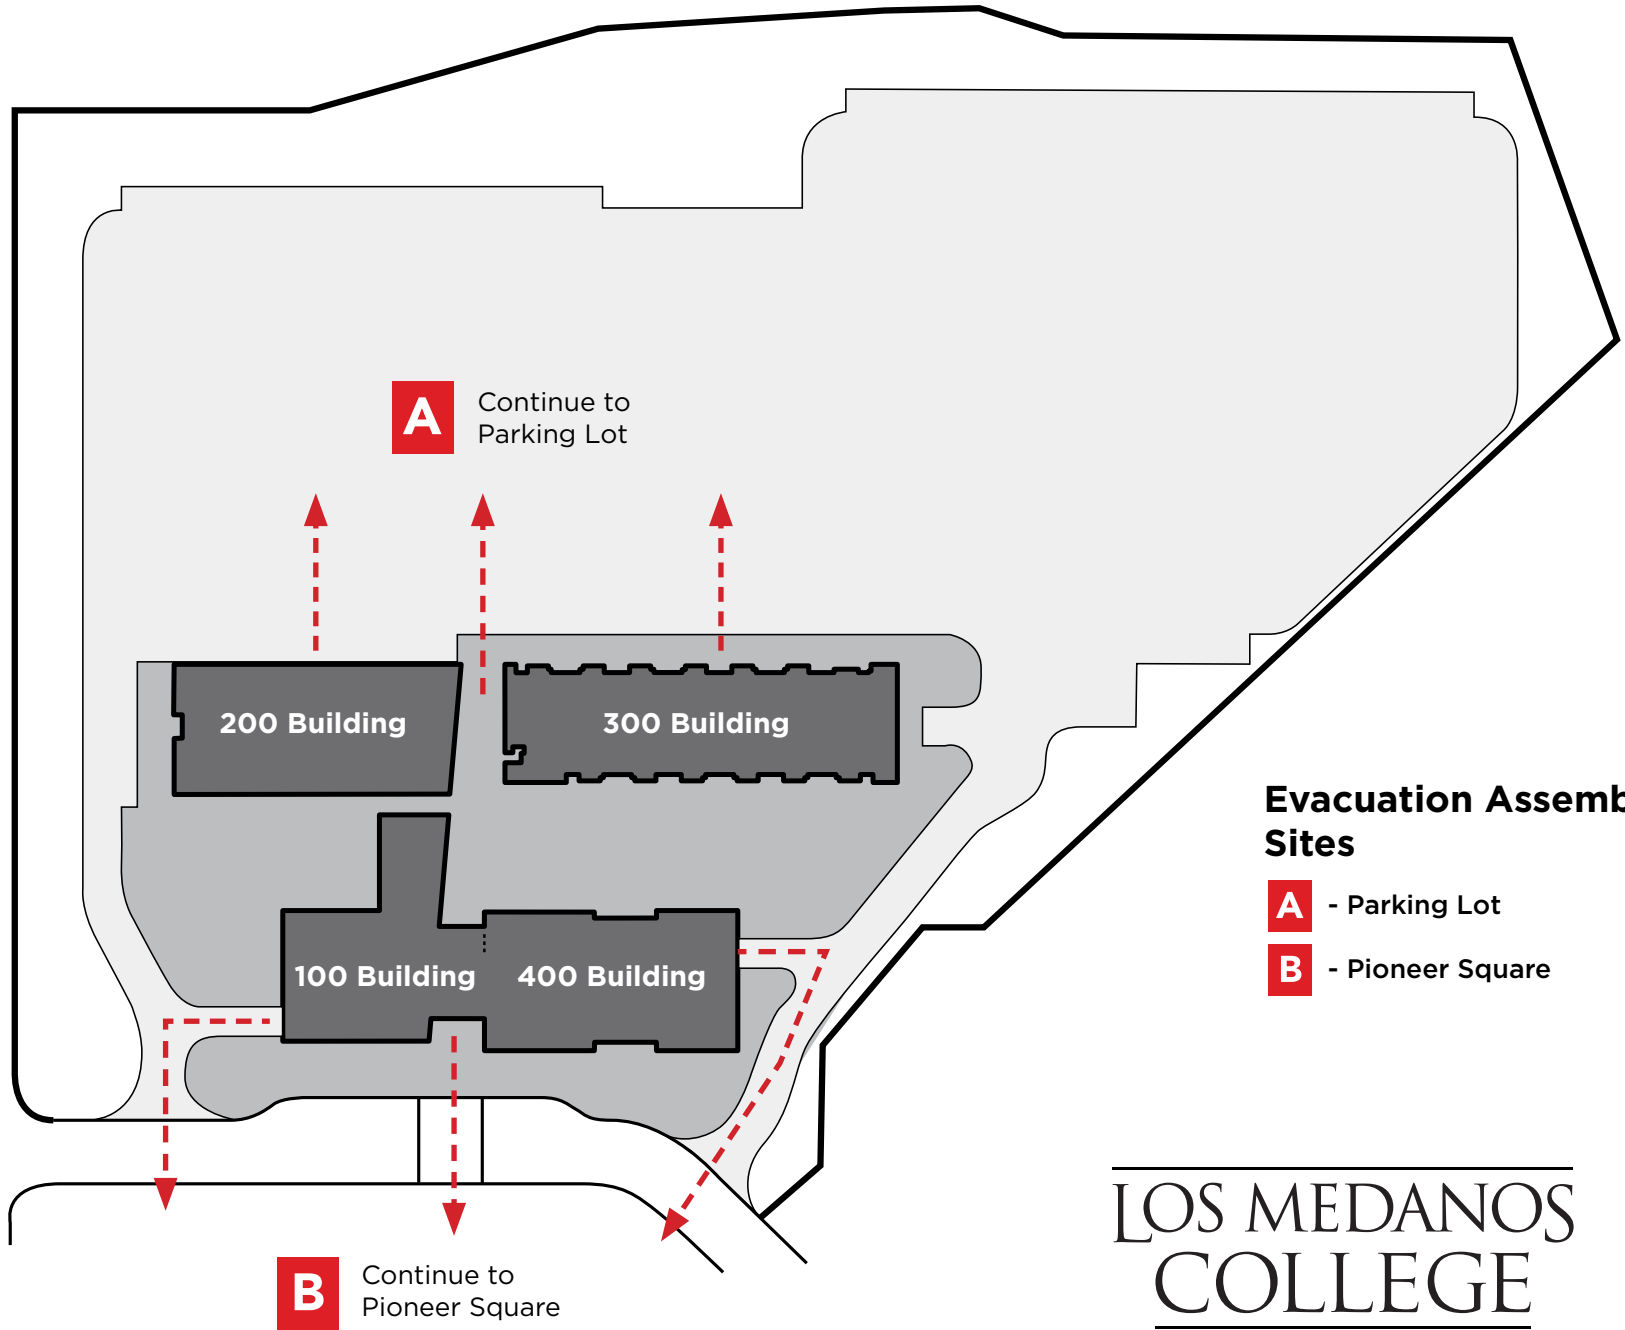 A
Continue to
Parking Lot
200 Building
300 Building
100 Building
400 Building
Evacuation Assemb
Sites
A - Parking Lot
B - Pioneer Square
B
Continue to
Pioneer Square
LOS MEDANOS
COLLEGE